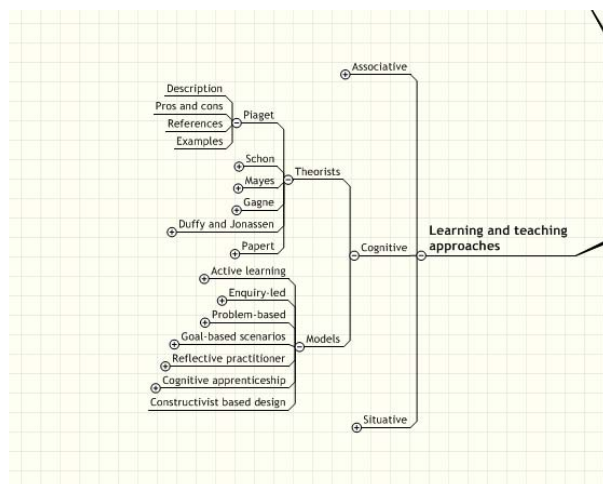 Associative
Description
Pros and cons
References
Examples
Piaget
Schon
Mayes
Gagne
Duffy and Jonassen
Papert
Theorists
Active learning
Enquiry-led
Problem-based
Goal-based scenarios
Reflective practitioner
Cognitive apprenticeship
Constructivist based design
Models
Cognitive
Situative
Learning and teaching
approaches